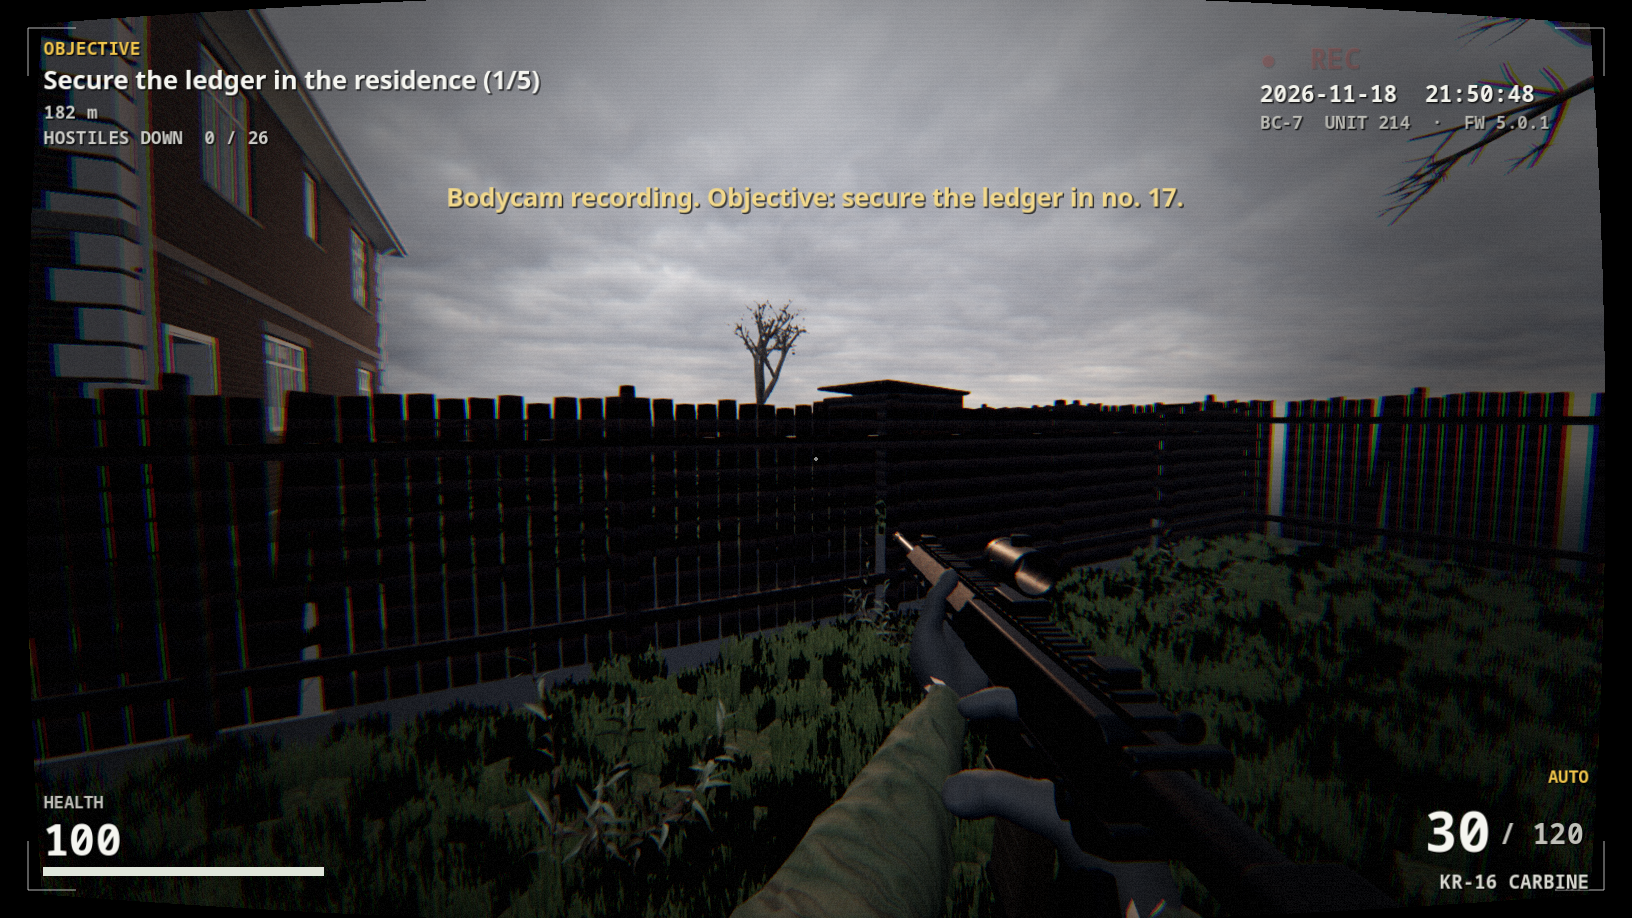 OBJECTIVE
Secure the ledger in the residence (1/5)
182 m
HOSTILES DOWN 0 / 26
● REC
2026-11-18 21:50:48
BC-7 UNIT 214 · FW 5.0.1
Bodycam recording. Objective: secure the ledger in no. 17.
HEALTH
100
AUTO
30 / 120
KR-16 CARBINE